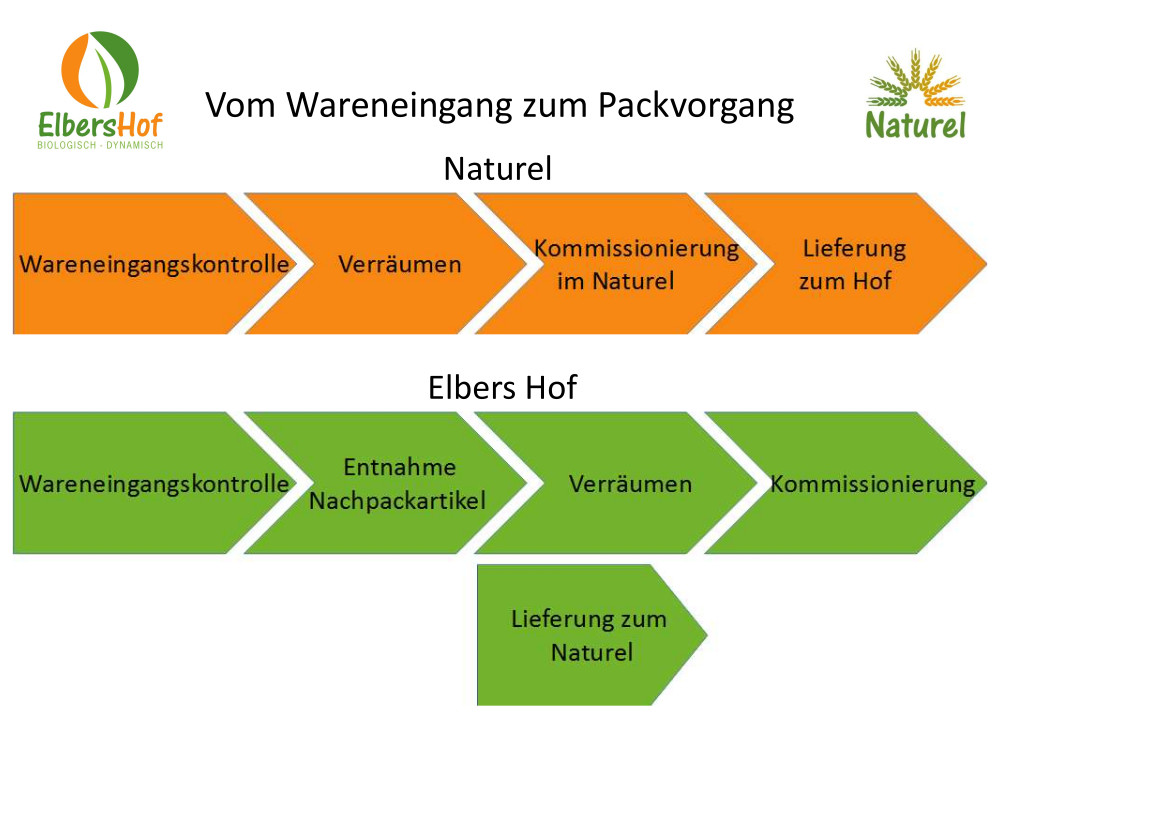 ElbersHof
BIOLOGISCH - DYNAMISCH
Vom Wareneingang zum Packvorgang
Naturel
Naturel
Wareneingangskontrolle
Verräumen
Kommissionierung
im Naturel
Lieferung
zum Hof
Elbers Hof
Wareneingangskontrolle
Entnahme
Nachpackartikel
Verräumen
Kommissionierung
Lieferung zum
Naturel